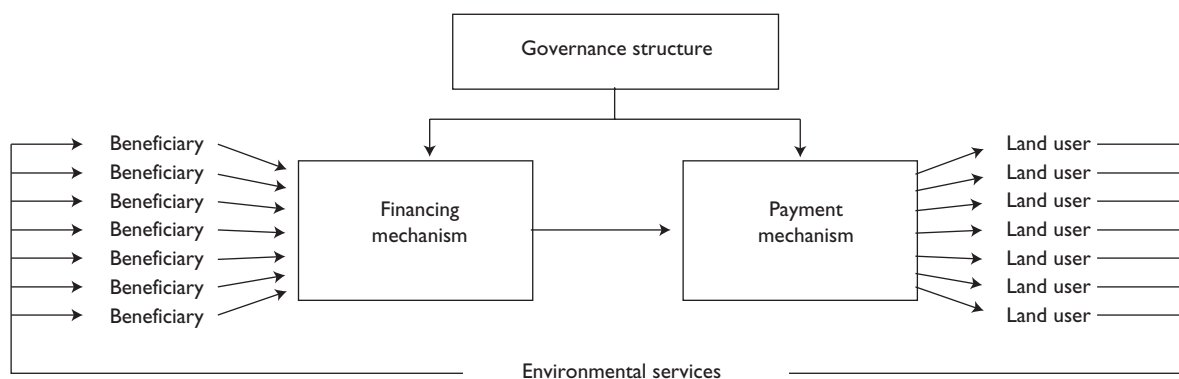 Governance structure
Beneficiary
Beneficiary
Beneficiary
Beneficiary
Beneficiary
Beneficiary
Beneficiary
Financing
mechanism
Payment
mechanism
Land user
Land user
Land user
Land user
Land user
Land user
Land user
Environmental services